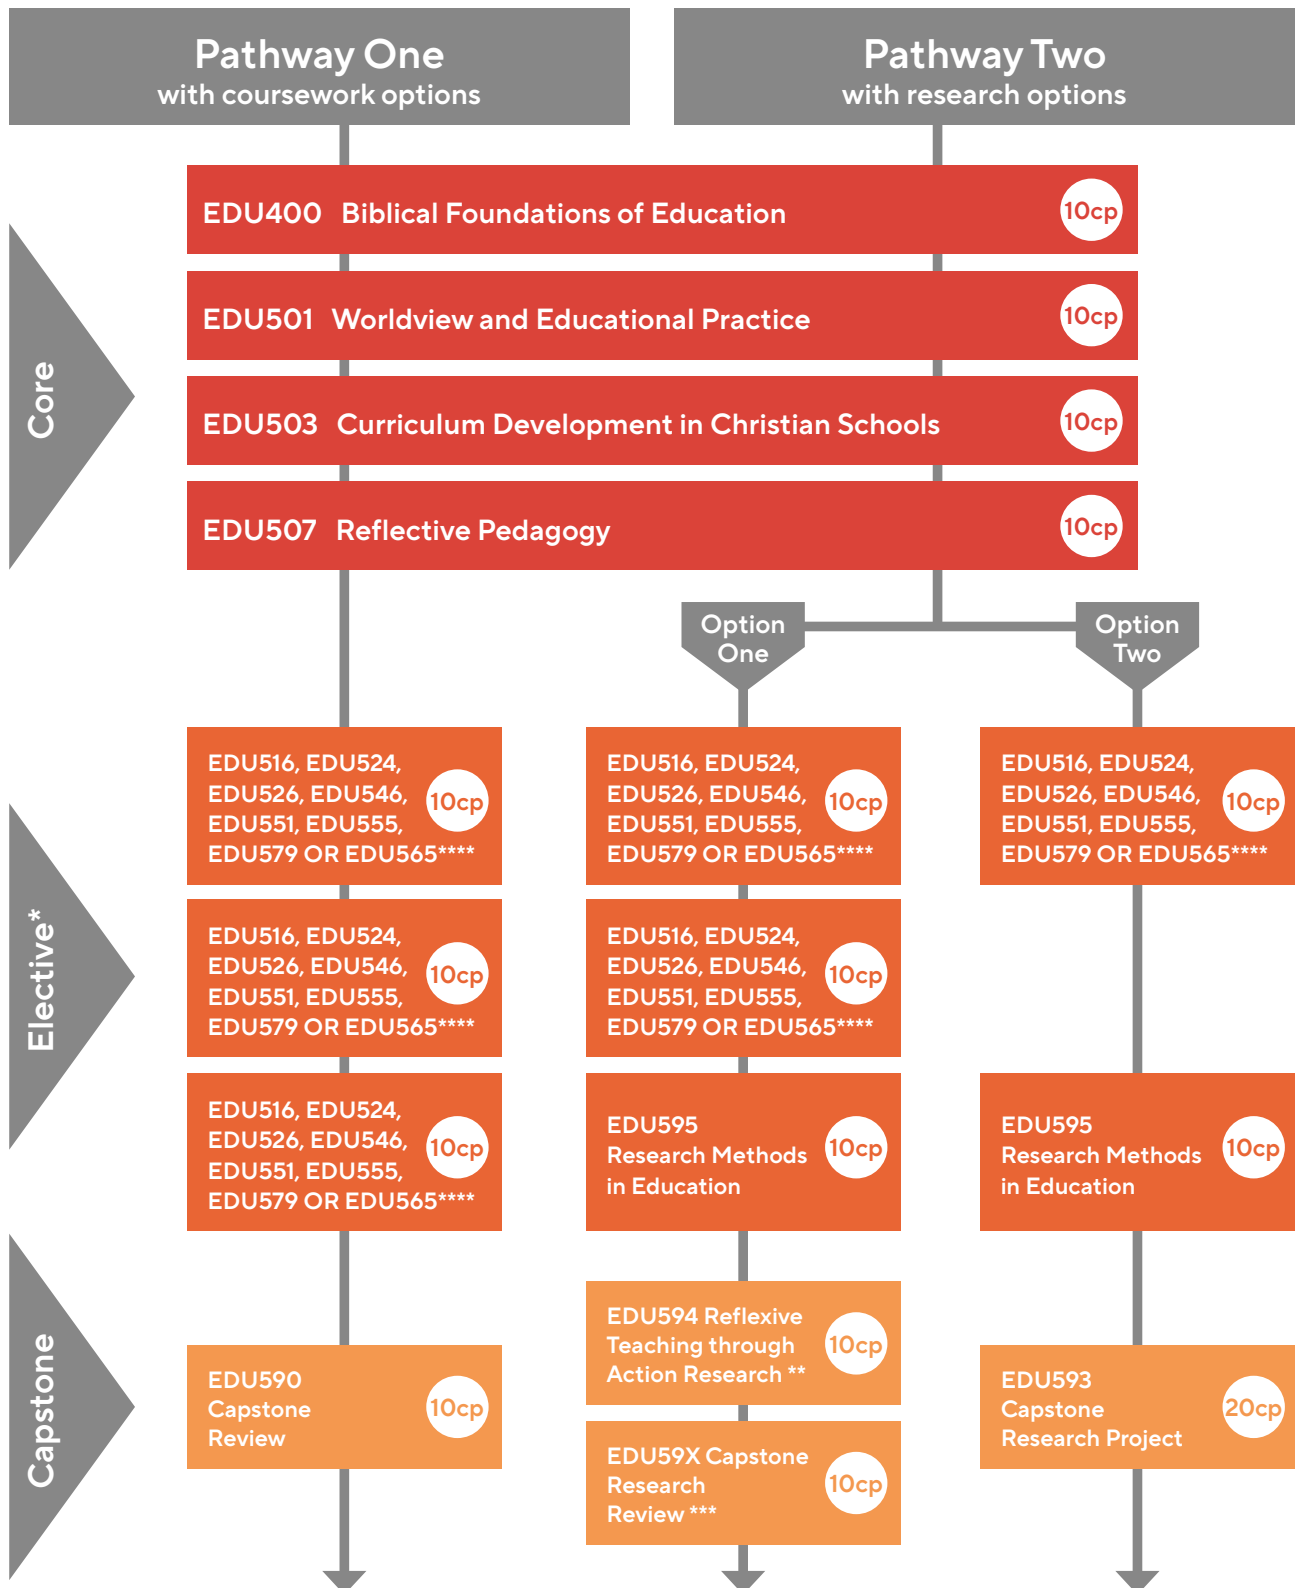 Pathway One
with coursework options
Pathway Two
with research options
Core
EDU400 Biblical Foundations of Education
10cp
EDU501 Worldview and Educational Practice
10cp
EDU503 Curriculum Development in Christian Schools
10cp
EDU507 Reflective Pedagogy
10cp
Option
One
Option
Two
Elective*
EDU516, EDU524,
EDU526, EDU546,
EDU551, EDU555,
EDU579 OR EDU565****
10cp
EDU516, EDU524,
EDU526, EDU546,
EDU551, EDU555,
EDU579 OR EDU565****
10cp
EDU516, EDU524,
EDU526, EDU546,
EDU551, EDU555,
EDU579 OR EDU565****
10cp
EDU516, EDU524,
EDU526, EDU546,
EDU551, EDU555,
EDU579 OR EDU565****
10cp
EDU516, EDU524,
EDU526, EDU546,
EDU551, EDU555,
EDU579 OR EDU565****
10cp
EDU516, EDU524,
EDU526, EDU546,
EDU551, EDU555,
EDU579 OR EDU565****
10cp
EDU595
Research Methods
in Education
10cp
EDU595
Research Methods
in Education
10cp
Capstone
EDU590
Capstone
Review
10cp
EDU594 Reflexive
Teaching through
Action Research **
10cp
EDU59X Capstone
Research
Review ***
10cp
EDU593
Capstone
Research Project
20cp